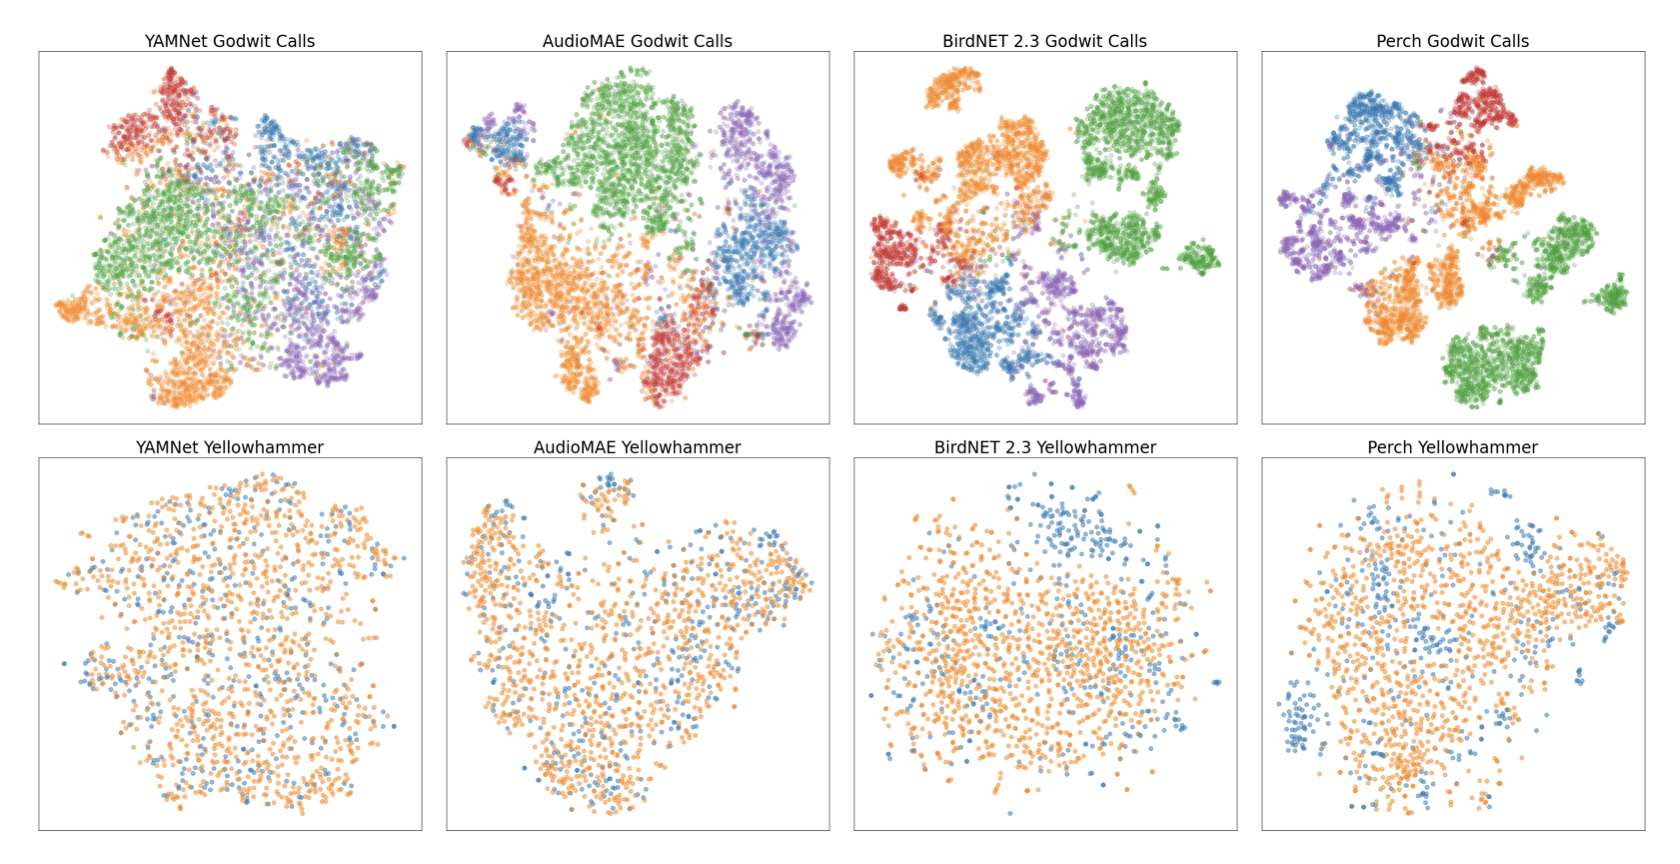 YAMNet Godwit Calls
AudioMAE Godwit Calls
BirdNET 2.3 Godwit Calls
Perch Godwit Calls
YAMNet Yellowhammer
AudioMAE Yellowhammer
BirdNET 2.3 Yellowhammer
Perch Yellowhammer